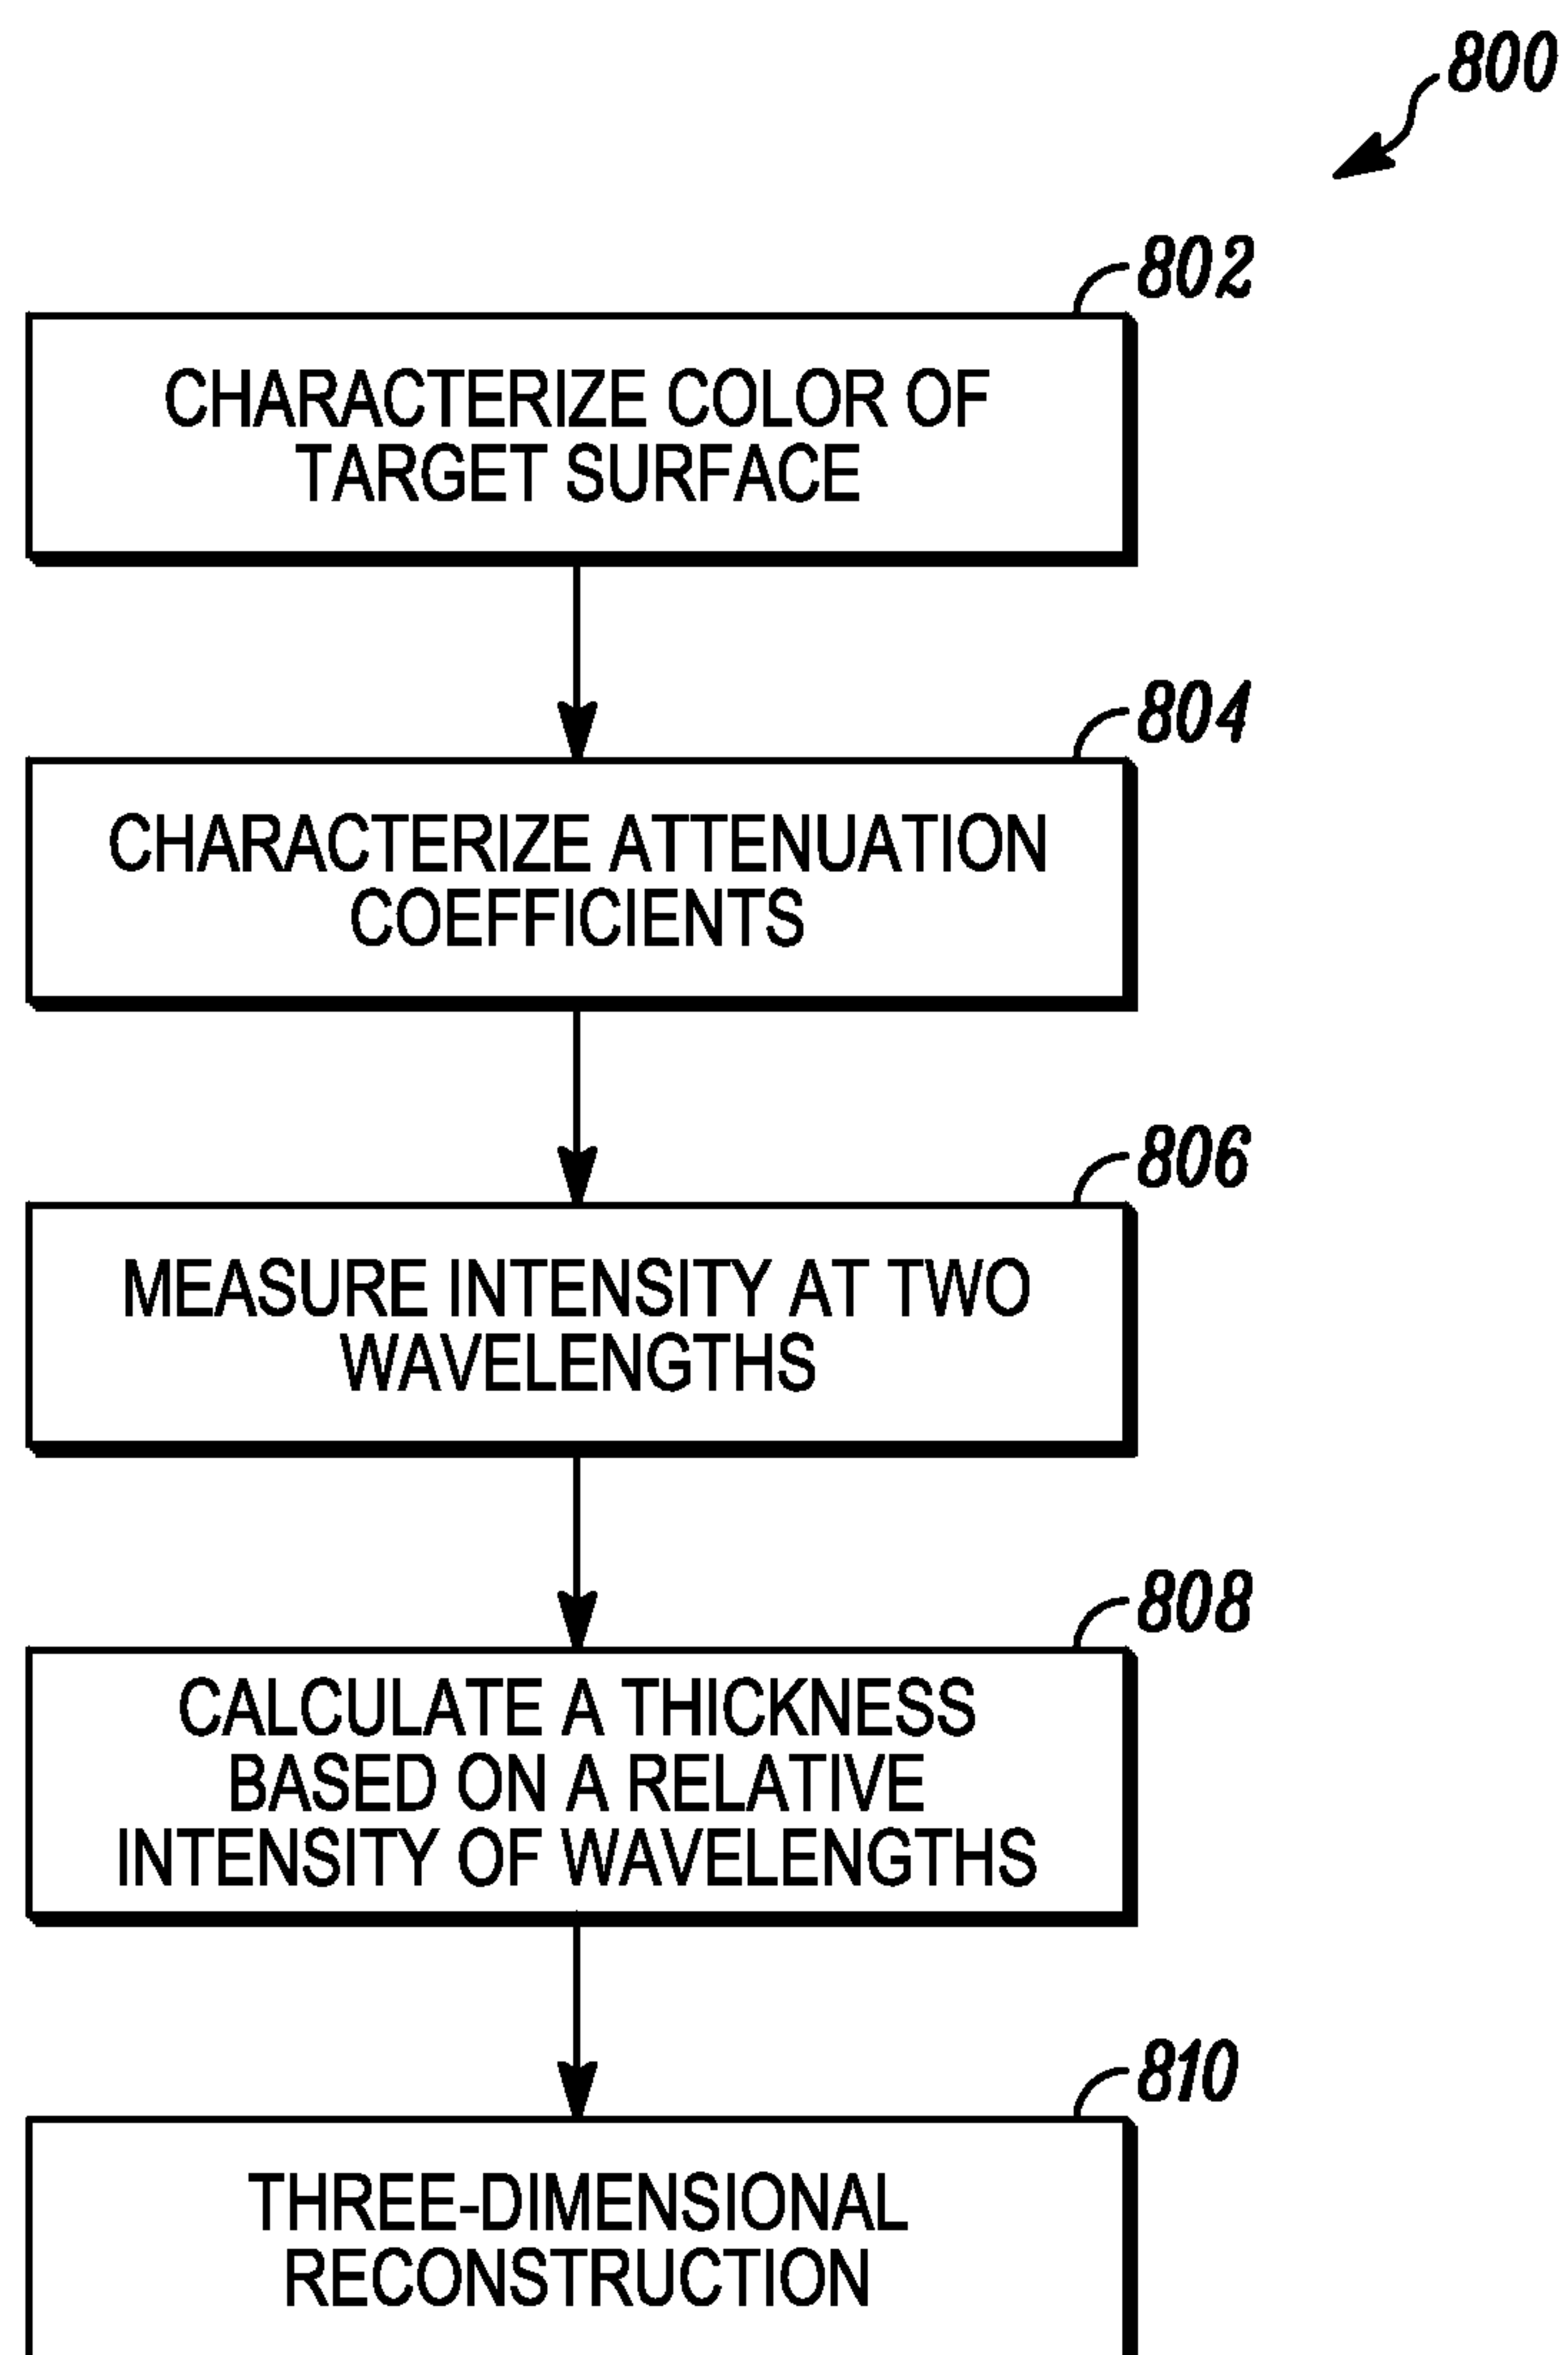 800
802
CHARACTERIZE COLOR OF
TARGET SURFACE
804
CHARACTERIZE ATTENUATION
COEFFICIENTS
806
MEASURE INTENSITY AT TWO
WAVELENGTHS
808
CALCULATE A THICKNESS
BASED ON A RELATIVE
INTENSITY OF WAVELENGTHS
810
THREE-DIMENSIONAL
RECONSTRUCTION